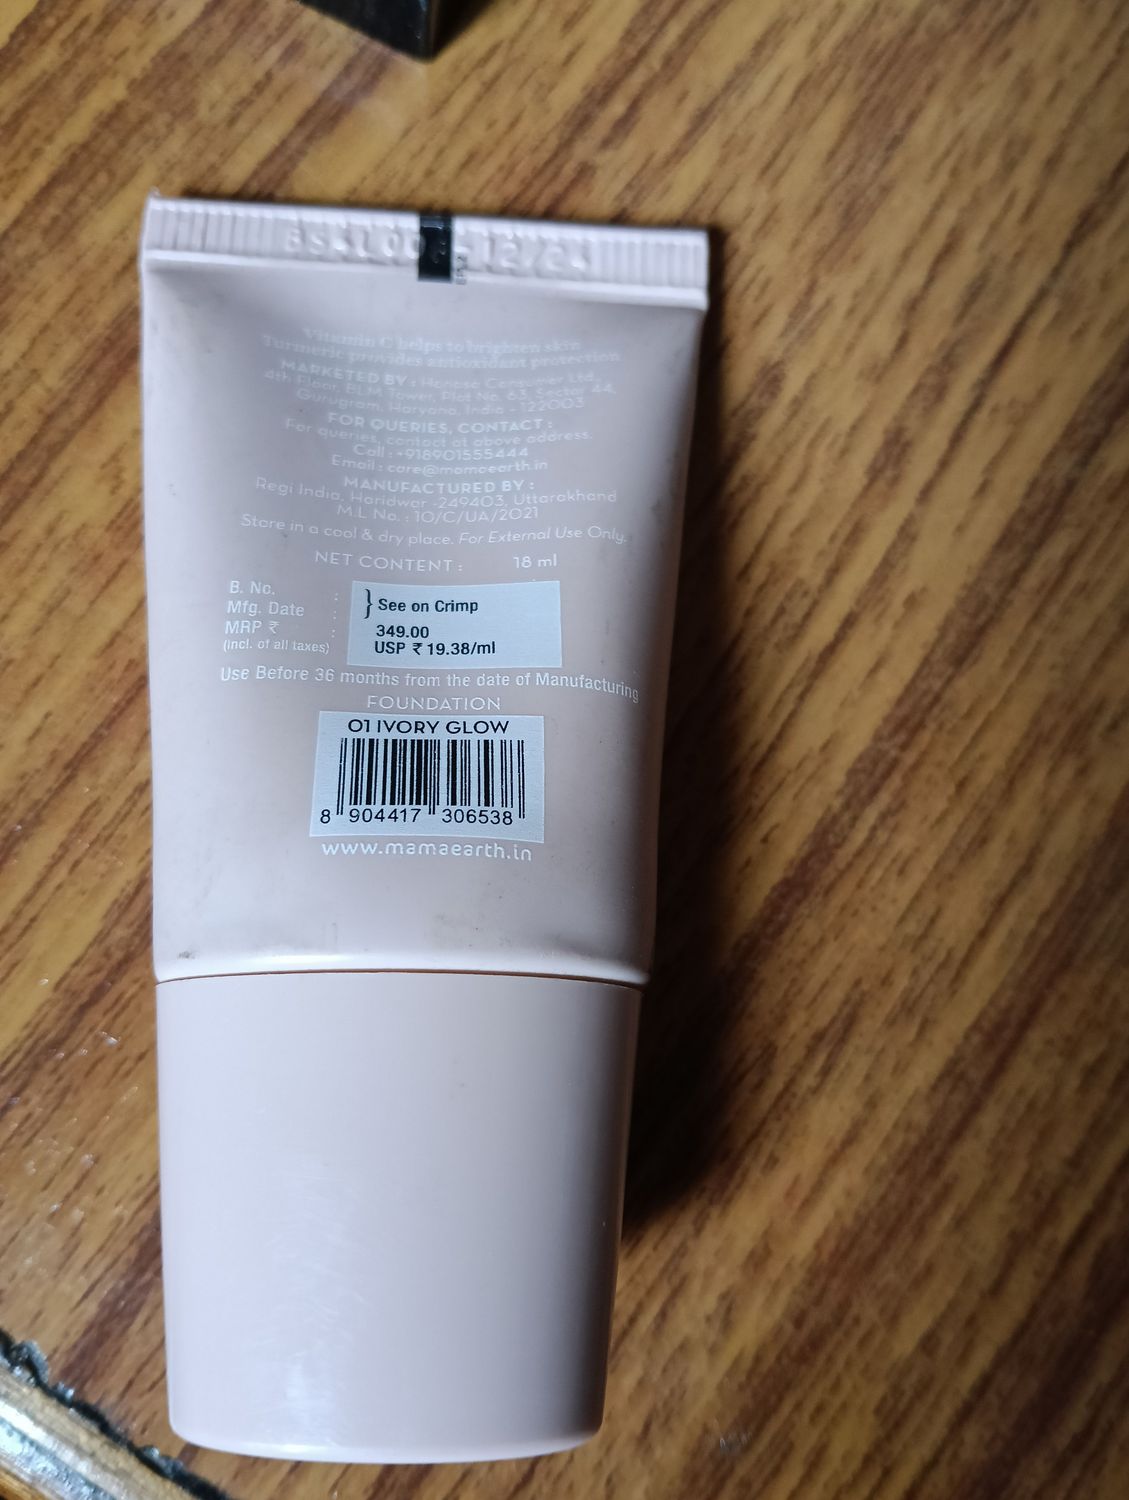 12/23
Vitamin C helps to brighten skin
Turmeric provides antioxidant protection
MARKETED BY : Honasa Consumer Ltd.,
4th Floor, BLM Tower, Plot No. 63, Sector 44,
Gurugram, Haryana, India - 122003
FOR QUERIES, CONTACT :
For queries, contact at above address.
Call : +918901555444
Email : care@mamaearth.in
MANUFACTURED BY :
Regi India, Haridwar -249403, Uttarakhand
M.L No. : 10/C/UA/2021
Store in a cool & dry place. For External Use Only.
NET CONTENT : 18 ml
B. No. :
Mfg. Date : } See on Crimp
MRP ₹ : 349.00
(incl. of all taxes) USP ₹ 19.38/ml
Use Before 36 months from the date of Manufacturing
FOUNDATION
01 IVORY GLOW
8 904417 306538
www.mamaearth.in